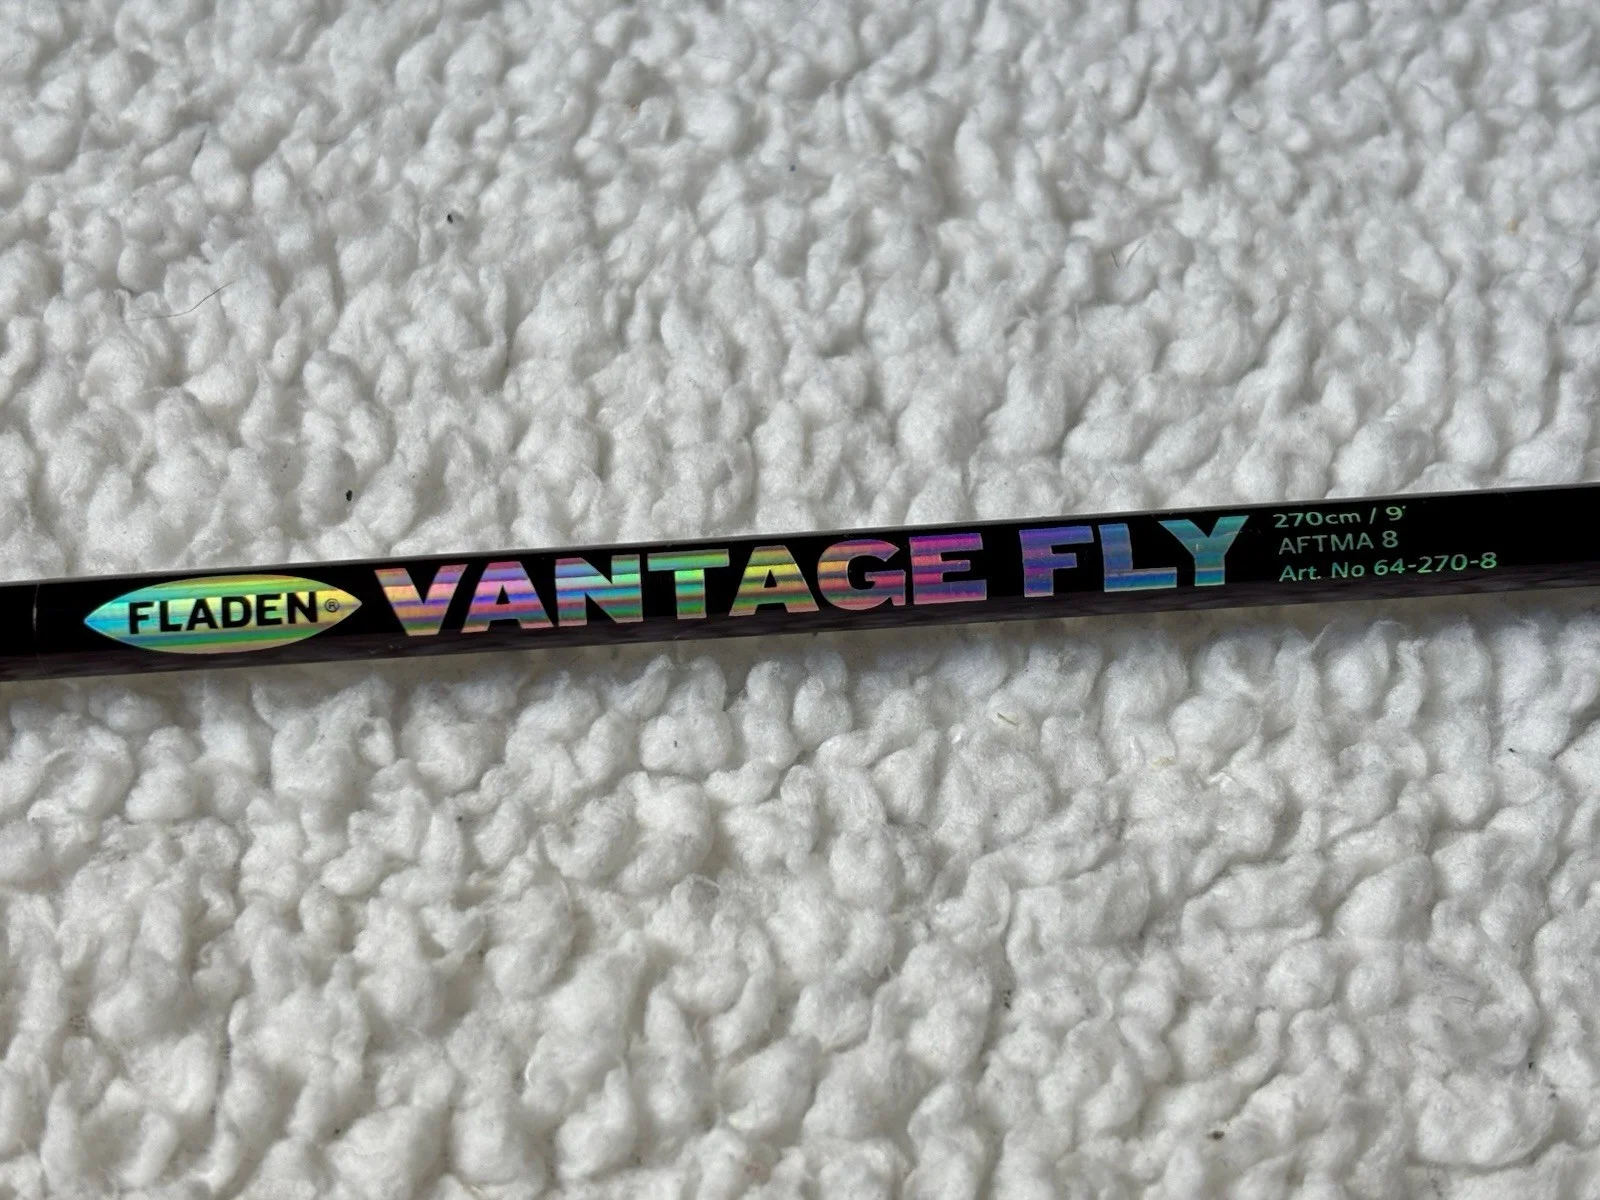 FLADEN®
VANTAGE FLY
270cm / 9'
AFTMA 8
Art. No 64-270-8